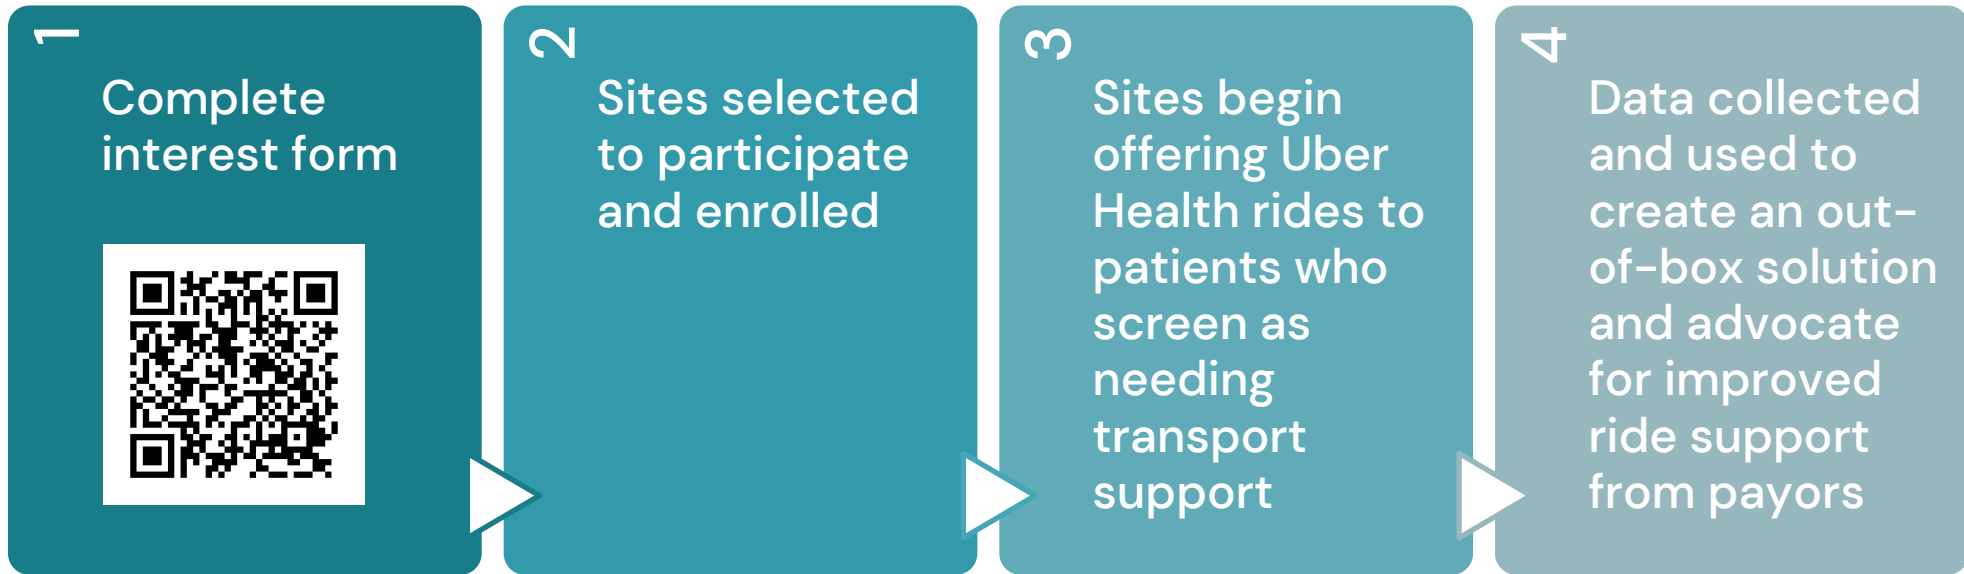 1
Complete
interest form
2
Sites selected
to participate
and enrolled
3
Sites begin
offering Uber
Health rides to
patients who
screen as
needing
transport
support
4
Data collected
and used to
create an out-
of-box solution
and advocate
for improved
ride support
from payors